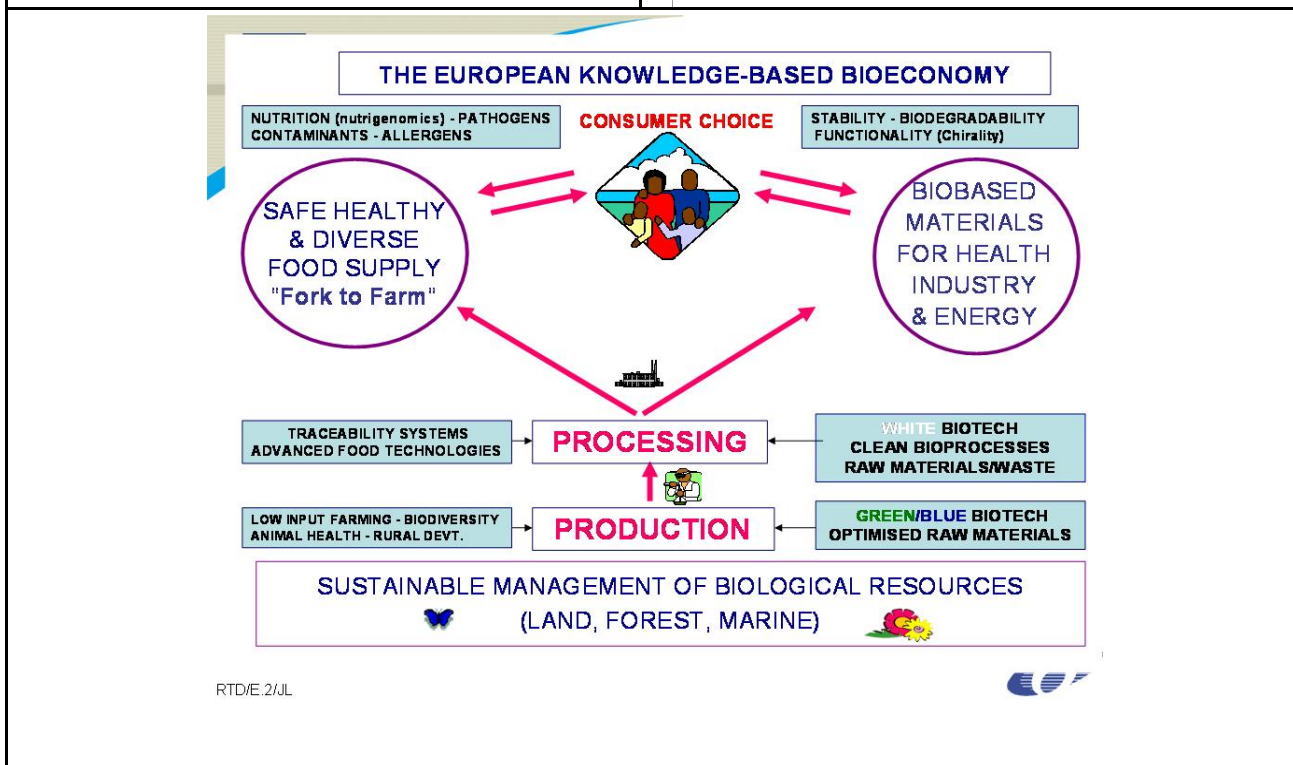 THE EUROPEAN KNOWLEDGE-BASED BIOECONOMY
NUTRITION (nutrigenomics) - PATHOGENS
CONTAMINANTS - ALLERGENS
CONSUMER CHOICE
STABILITY - BIODEGRADABILITY
FUNCTIONALITY (Chirality)
SAFE HEALTHY
& DIVERSE
FOOD SUPPLY
"Fork to Farm"
BIOBASED
MATERIALS
FOR HEALTH
INDUSTRY
& ENERGY
TRACEABILITY SYSTEMS
ADVANCED FOOD TECHNOLOGIES
PROCESSING
WHITE BIOTECH
CLEAN BIOPROCESSES
RAW MATERIALS/WASTE
LOW INPUT FARMING - BIODIVERSITY
ANIMAL HEALTH - RURAL DEVT.
PRODUCTION
GREEN/BLUE BIOTECH
OPTIMISED RAW MATERIALS
SUSTAINABLE MANAGEMENT OF BIOLOGICAL RESOURCES
(LAND, FOREST, MARINE)
RTD/E.2/JL